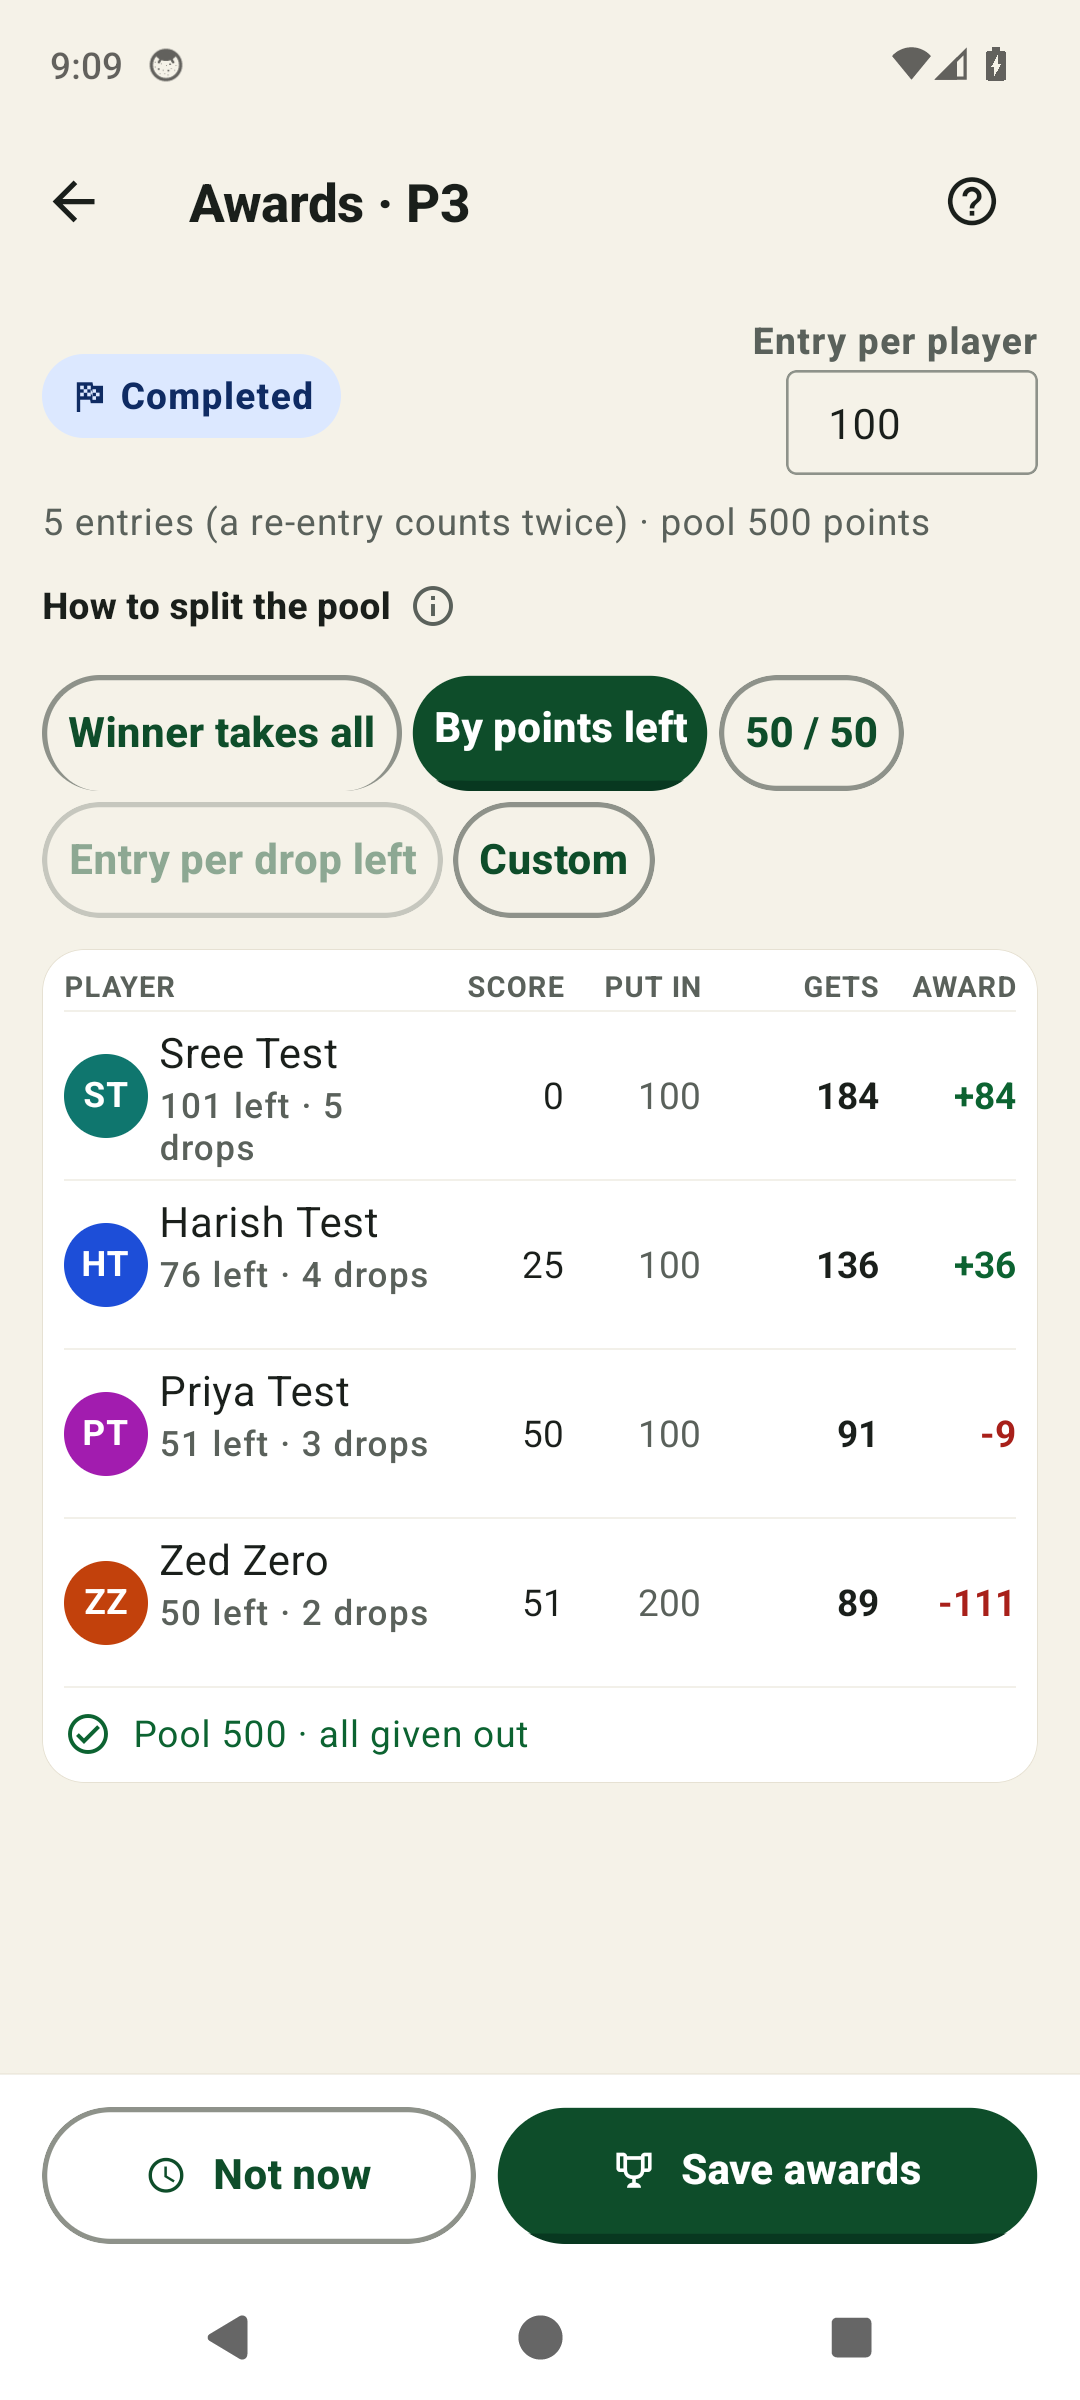 9:09
Awards · P3
Entry per player
Completed
100
5 entries (a re-entry counts twice) · pool 500 points
How to split the pool
Winner takes all
By points left
50 / 50
Entry per drop left
Custom
PLAYER SCORE PUT IN GETS AWARD
ST
Sree Test
101 left · 5
drops
0 100 184 +84
HT
Harish Test
76 left · 4 drops
25 100 136 +36
PT
Priya Test
51 left · 3 drops
50 100 91 -9
ZZ
Zed Zero
50 left · 2 drops
51 200 89 -111
Pool 500 · all given out
Not now
Save awards